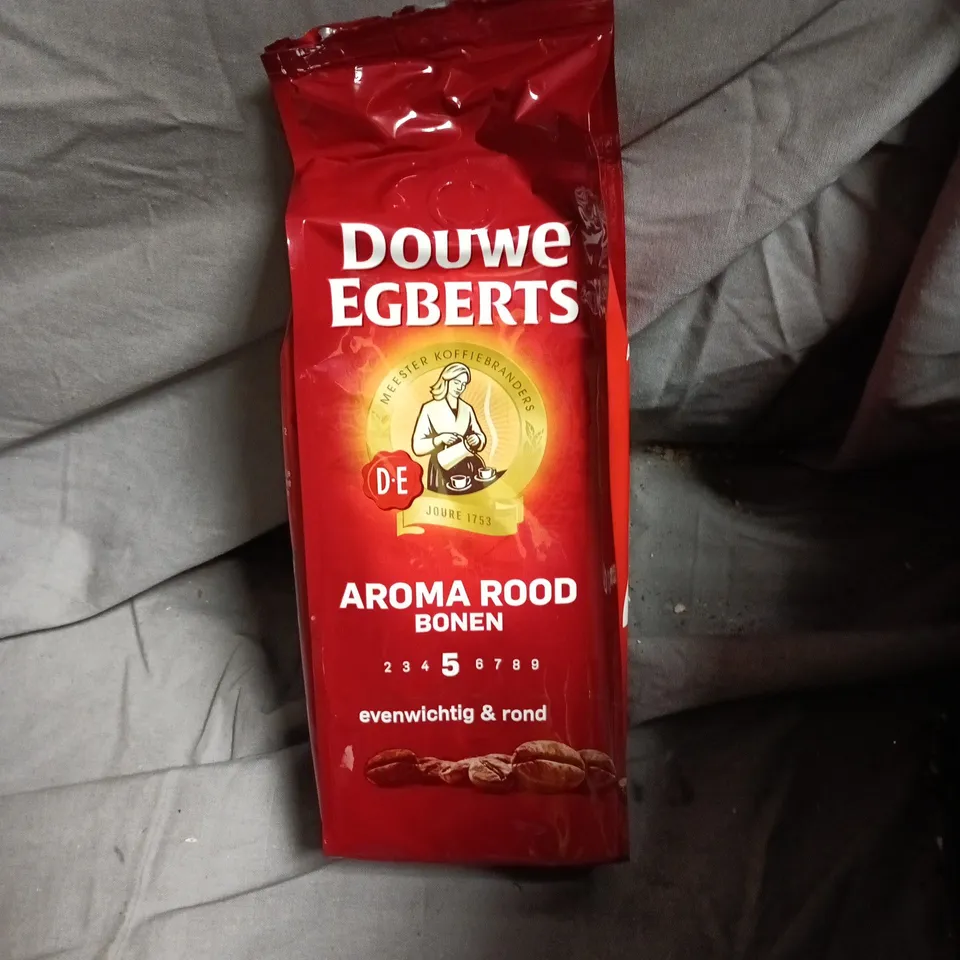 Douwe
EGBERTS
MEESTER KOFFIEBRANDERS
D·E
JOURE 1753
AROMA ROOD
BONEN
2 3 4 5 6 7 8 9
evenwichtig & rond